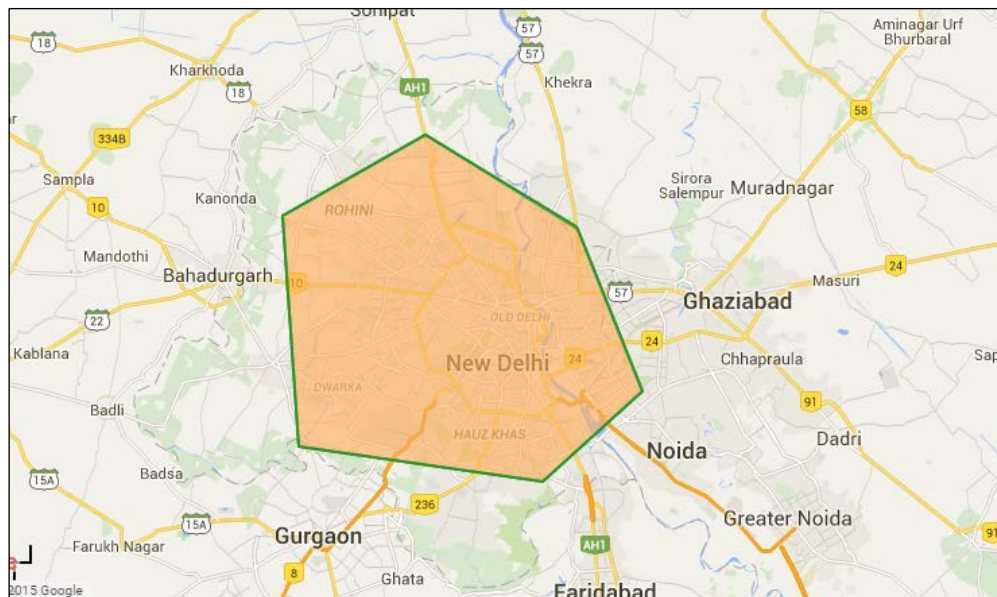 Sonipat
Aminagar Urf
Bhurbaral
18
57
57
Kharkhoda
Khekra
18
AH1
58
334B
Sampla
Sirora
Salempur
Muradnagar
Kanonda
ROHINI
10
Mandothi
Bahadurgarh
10
24
Masuri
57
Ghaziabad
22
OLD DELHI
24
Kablana
New Delhi
24
Chhapraula
DWARKA
91
Badli
HAUZ KHAS
Noida
Dadri
Badsa
15A
236
15A
Greater Noida
Gurgaon
91
Farukh Nagar
AH1
8
Ghata
Faridabad
2015 Google